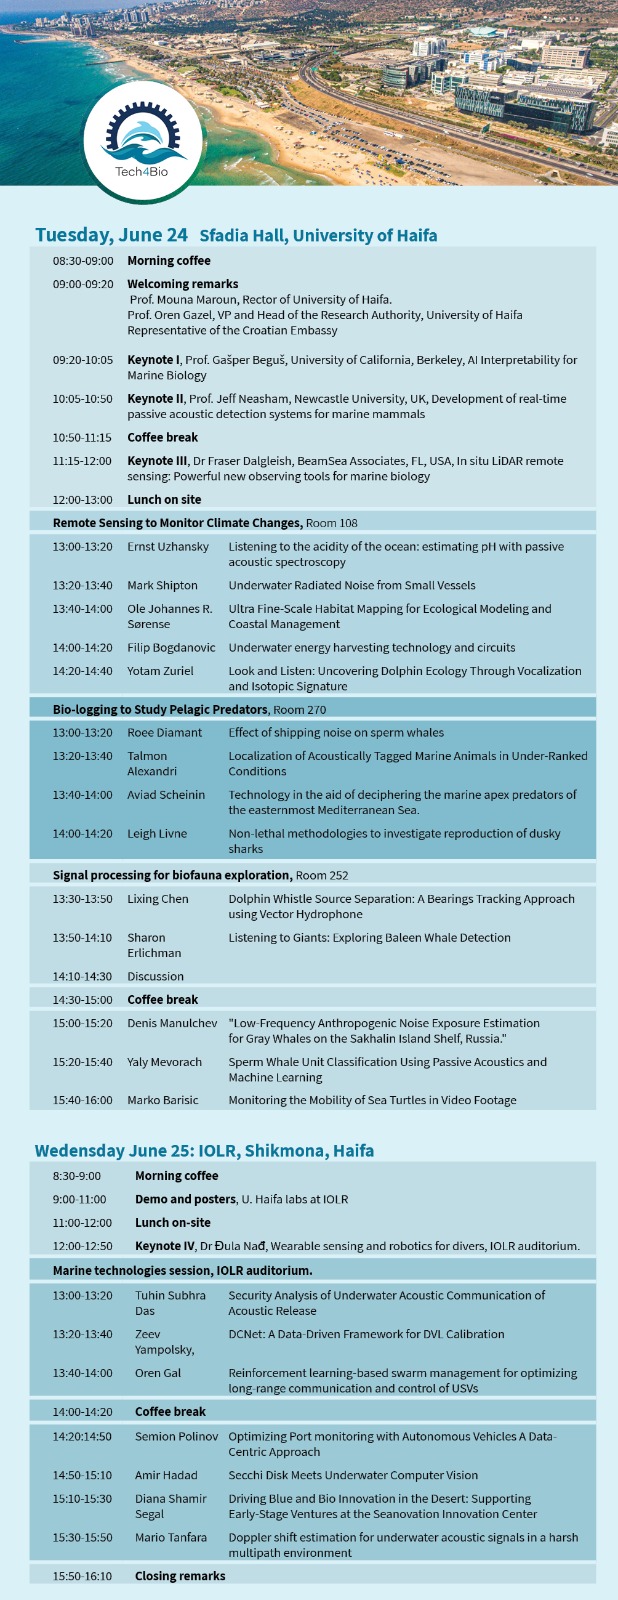 Tech4Bio
Tuesday, June 24 Sfadia Hall, University of Haifa
08:30-09:00 Morning coffee
09:00-09:20 Welcoming remarks
Prof. Mouna Maroun, Rector of University of Haifa.
Prof. Oren Gazel, VP and Head of the Research Authority, University of Haifa
Representative of the Croatian Embassy
09:20-10:05 Keynote I, Prof. Gašper Beguš, University of California, Berkeley, AI Interpretability for
Marine Biology
10:05-10:50 Keynote II, Prof. Jeff Neasham, Newcastle University, UK, Development of real-time
passive acoustic detection systems for marine mammals
10:50-11:15 Coffee break
11:15-12:00 Keynote III, Dr Fraser Dalgleish, BeamSea Associates, FL, USA, In situ LiDAR remote
sensing: Powerful new observing tools for marine biology
12:00-13:00 Lunch on site
Remote Sensing to Monitor Climate Changes, Room 108
13:00-13:20 Ernst Uzhansky Listening to the acidity of the ocean: estimating pH with passive
acoustic spectroscopy
13:20-13:40 Mark Shipton Underwater Radiated Noise from Small Vessels
13:40-14:00 Ole Johannes R. Ultra Fine-Scale Habitat Mapping for Ecological Modeling and
Sørense Coastal Management
14:00-14:20 Filip Bogdanovic Underwater energy harvesting technology and circuits
14:20-14:40 Yotam Zuriel Look and Listen: Uncovering Dolphin Ecology Through Vocalization
and Isotopic Signature
Bio-logging to Study Pelagic Predators, Room 270
13:00-13:20 Roee Diamant Effect of shipping noise on sperm whales
13:20-13:40 Talmon Localization of Acoustically Tagged Marine Animals in Under-Ranked
Alexandri Conditions
13:40-14:00 Aviad Scheinin Technology in the aid of deciphering the marine apex predators of
the easternmost Mediterranean Sea.
14:00-14:20 Leigh Livne Non-lethal methodologies to investigate reproduction of dusky
sharks
Signal processing for biofauna exploration, Room 252
13:30-13:50 Lixing Chen Dolphin Whistle Source Separation: A Bearings Tracking Approach
using Vector Hydrophone
13:50-14:10 Sharon Listening to Giants: Exploring Baleen Whale Detection
Erlichman
14:10-14:30 Discussion
14:30-15:00 Coffee break
15:00-15:20 Denis Manulchev "Low-Frequency Anthropogenic Noise Exposure Estimation
for Gray Whales on the Sakhalin Island Shelf, Russia."
15:20-15:40 Yaly Mevorach Sperm Whale Unit Classification Using Passive Acoustics and
Machine Learning
15:40-16:00 Marko Barisic Monitoring the Mobility of Sea Turtles in Video Footage
Wedensday June 25: IOLR, Shikmona, Haifa
8:30-9:00 Morning coffee
9:00-11:00 Demo and posters, U. Haifa labs at IOLR
11:00-12:00 Lunch on-site
12:00-12:50 Keynote IV, Dr Đula Nađ, Wearable sensing and robotics for divers, IOLR auditorium.
Marine technologies session, IOLR auditorium.
13:00-13:20 Tuhin Subhra Security Analysis of Underwater Acoustic Communication of
Das Acoustic Release
13:20-13:40 Zeev DCNet: A Data-Driven Framework for DVL Calibration
Yampolsky,
13:40-14:00 Oren Gal Reinforcement learning-based swarm management for optimizing
long-range communication and control of USVs
14:00-14:20 Coffee break
14:20:14:50 Semion Polinov Optimizing Port monitoring with Autonomous Vehicles A Data-
Centric Approach
14:50-15:10 Amir Hadad Secchi Disk Meets Underwater Computer Vision
15:10-15:30 Diana Shamir Driving Blue and Bio Innovation in the Desert: Supporting
Segal Early-Stage Ventures at the Seanovation Innovation Center
15:30-15:50 Mario Tanfara Doppler shift estimation for underwater acoustic signals in a harsh
multipath environment
15:50-16:10 Closing remarks